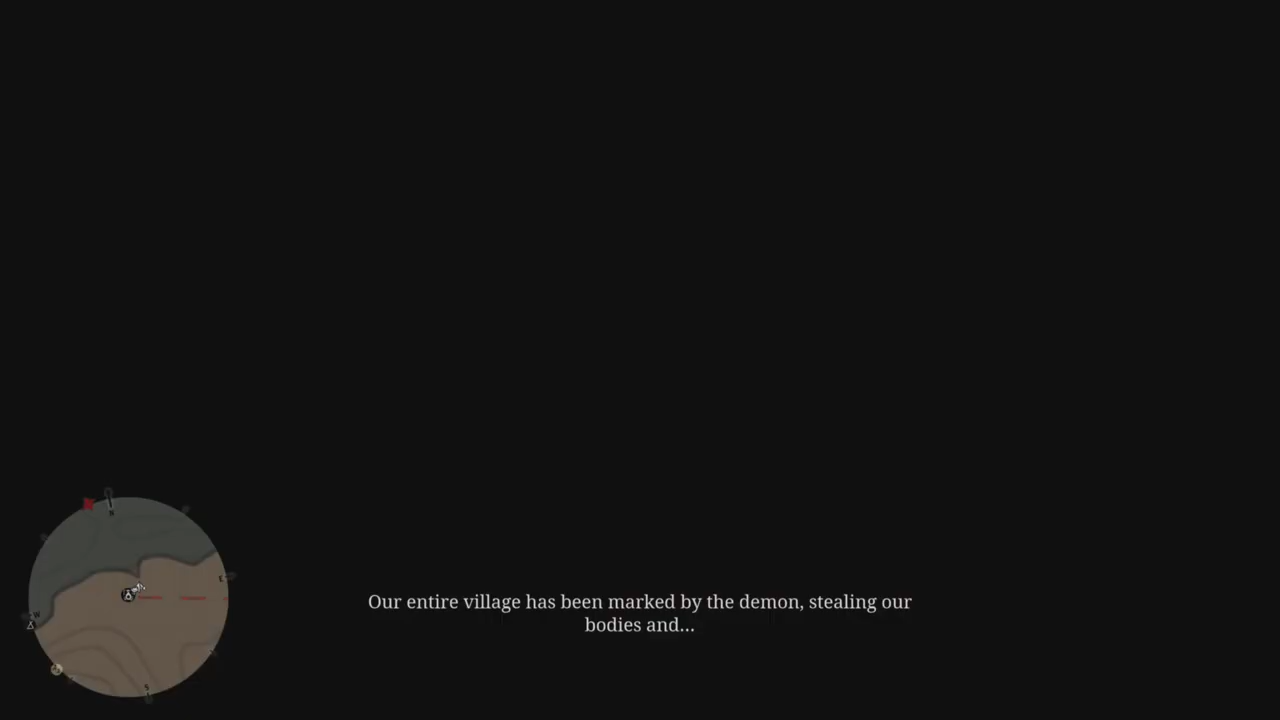 N
E
W
S
Our entire village has been marked by the demon, stealing our
bodies and...